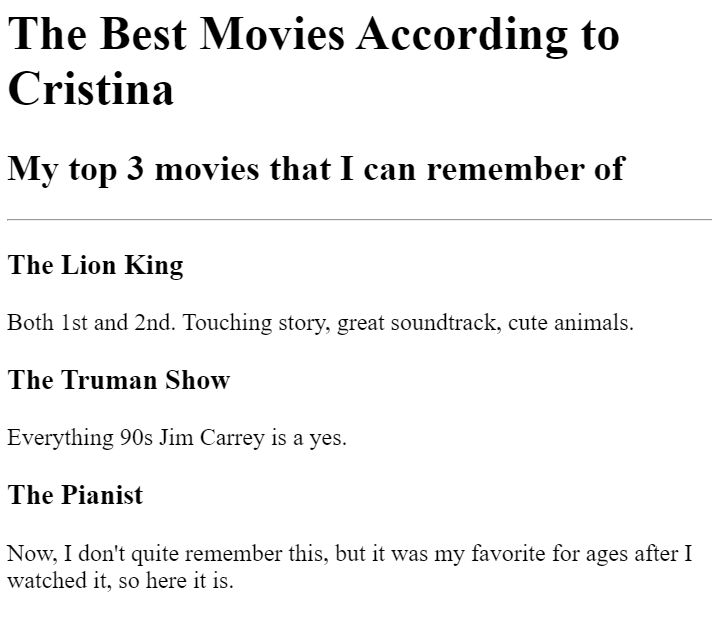 The Best Movies According to
Cristina
My top 3 movies that I can remember of
The Lion King
Both 1st and 2nd. Touching story, great soundtrack, cute animals.
The Truman Show
Everything 90s Jim Carrey is a yes.
The Pianist
Now, I don't quite remember this, but it was my favorite for ages after I
watched it, so here it is.